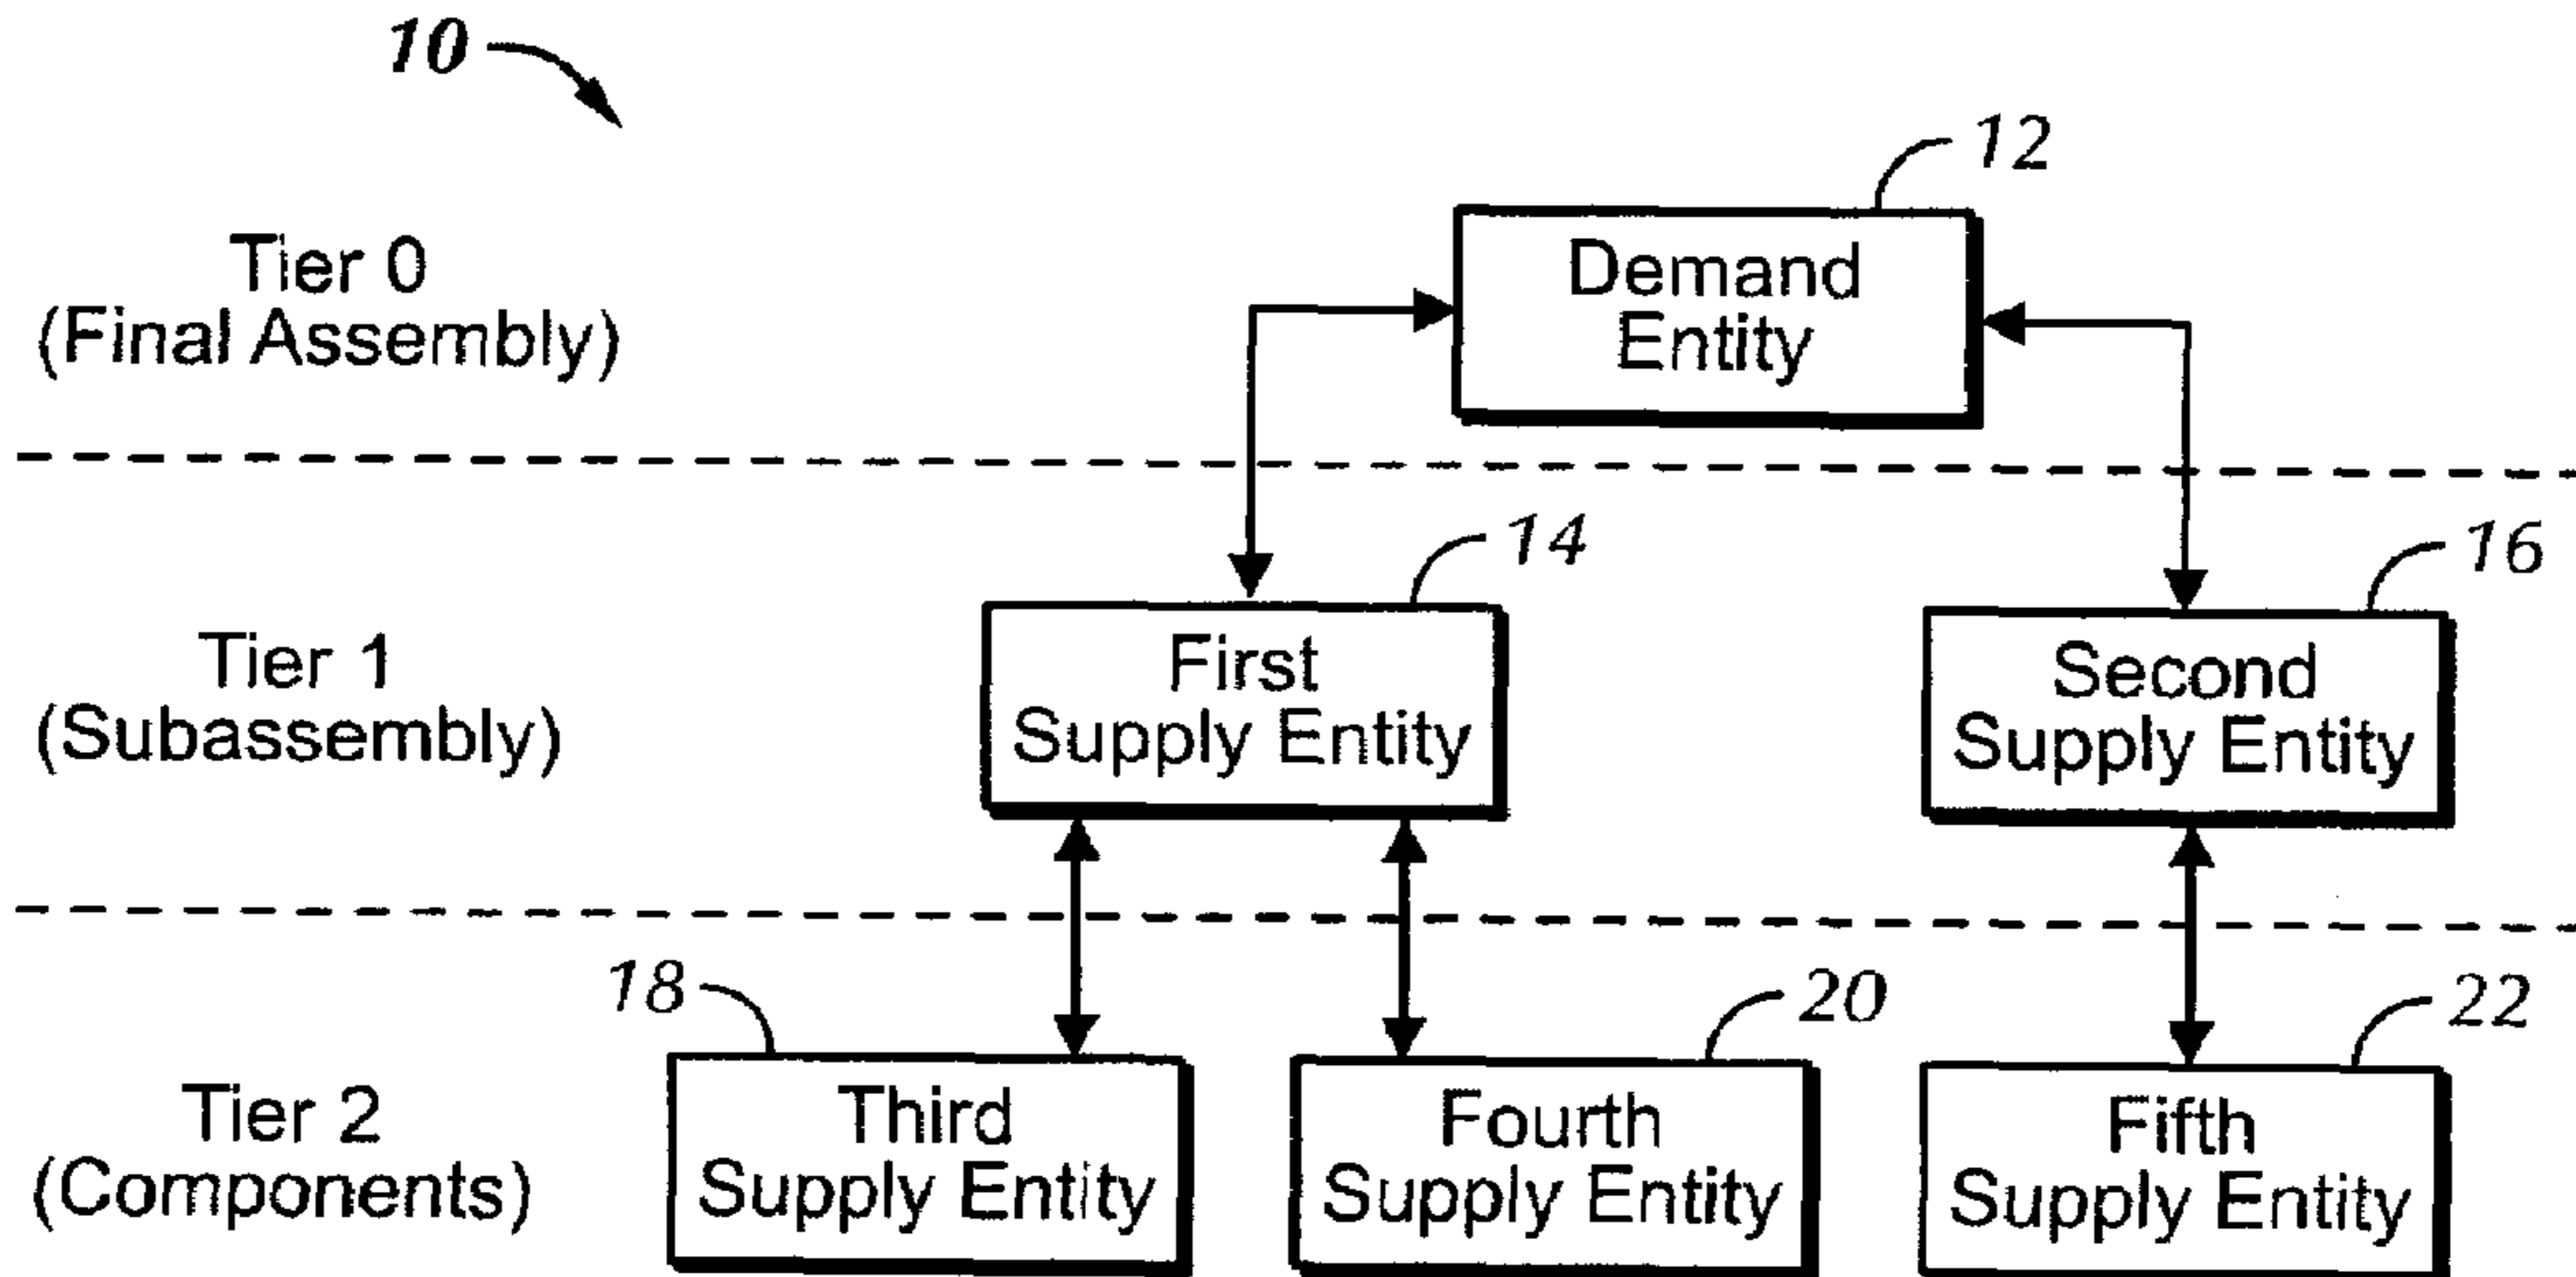 10
12
Tier 0
(Final Assembly)
Demand
Entity
14
16
Tier 1
(Subassembly)
First
Supply Entity
Second
Supply Entity
18
20
22
Tier 2
(Components)
Third
Supply Entity
Fourth
Supply Entity
Fifth
Supply Entity